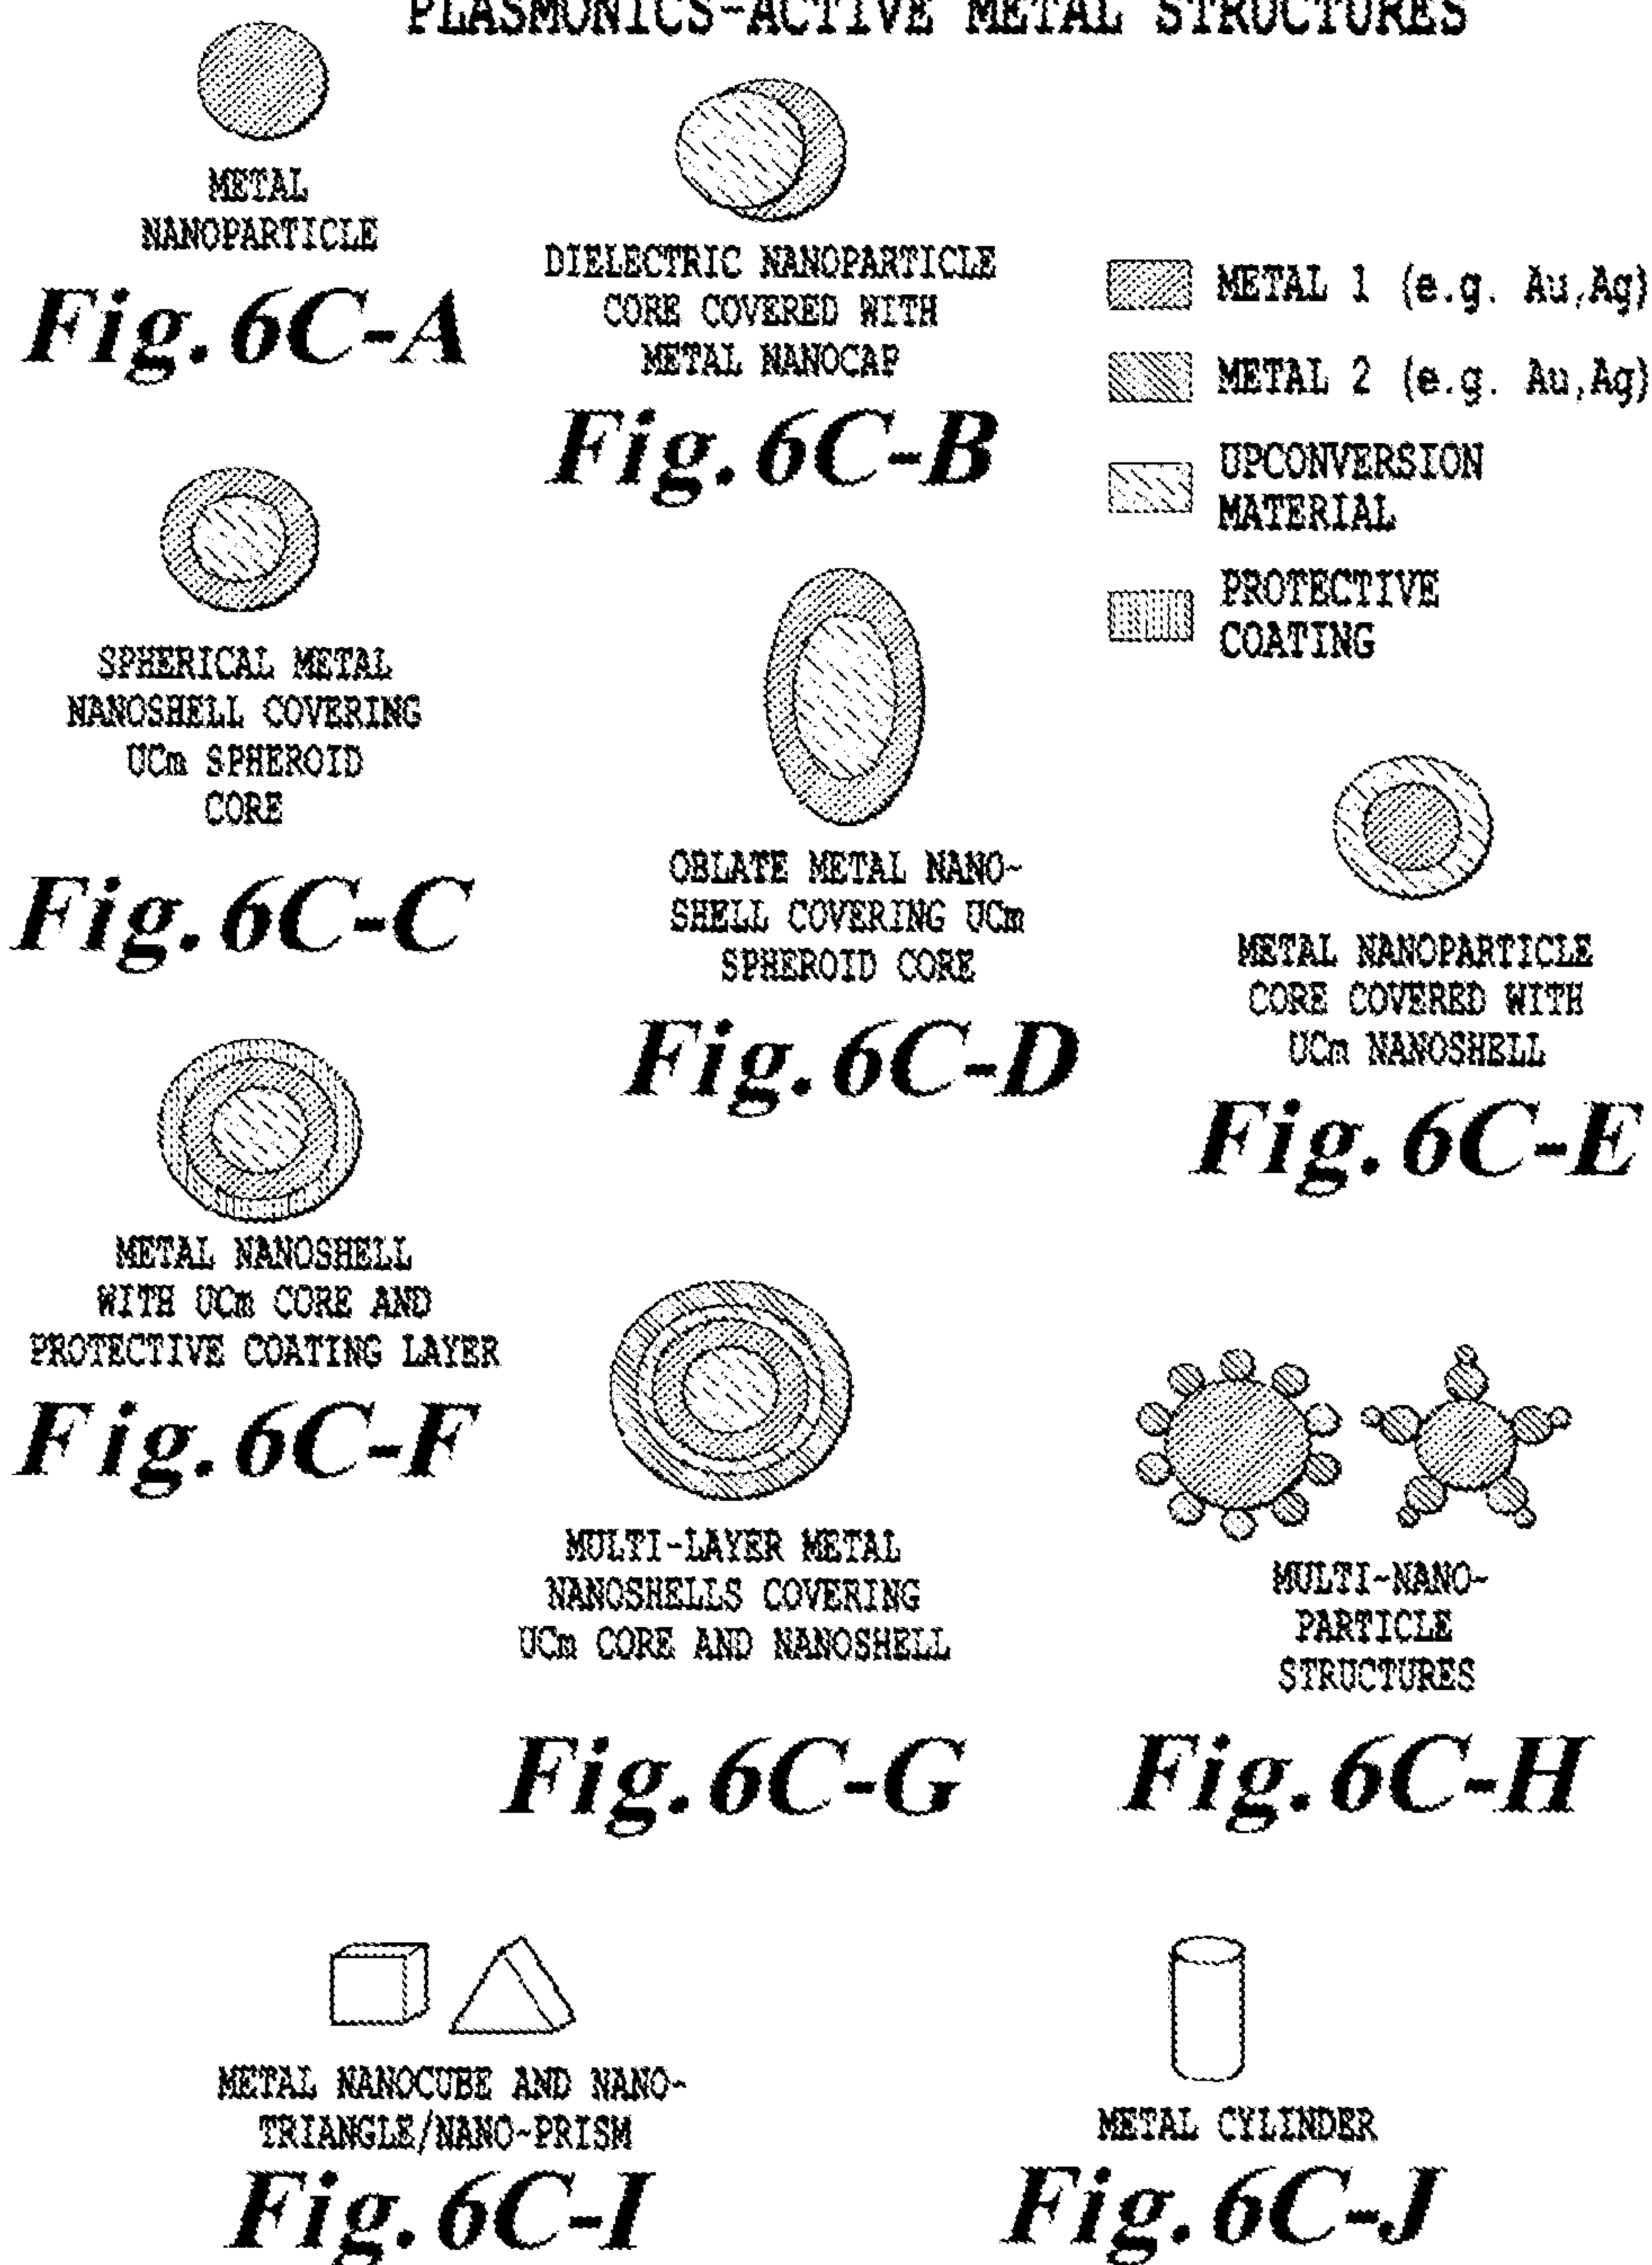 PLASMONICS-ACTIVE METAL STRUCTURES
METAL
NANOPARTICLE
Fig. 6C-A
DIELECTRIC NANOPARTICLE
CORE COVERED WITH
METAL NANOCAP
Fig. 6C-B
METAL 1 (e.g. Au,Ag)
METAL 2 (e.g. Au,Ag)
UPCONVERSION
MATERIAL
PROTECTIVE
COATING
SPHERICAL METAL
NANOSHELL COVERING
UCm SPHEROID
CORE
Fig. 6C-C
OBLATE METAL NANO-
SHELL COVERING UCm
SPHEROID CORE
Fig. 6C-D
METAL NANOPARTICLE
CORE COVERED WITH
UCm NANOSHELL
Fig. 6C-E
METAL NANOSHELL
WITH UCm CORE AND
PROTECTIVE COATING LAYER
Fig. 6C-F
MULTI-LAYER METAL
NANOSHELLS COVERING
UCm CORE AND NANOSHELL
Fig. 6C-G
MULTI-NANO-
PARTICLE
STRUCTURES
Fig. 6C-H
METAL NANOCUBE AND NANO-
TRIANGLE/NANO-PRISM
Fig. 6C-I
METAL CYLINDER
Fig. 6C-J